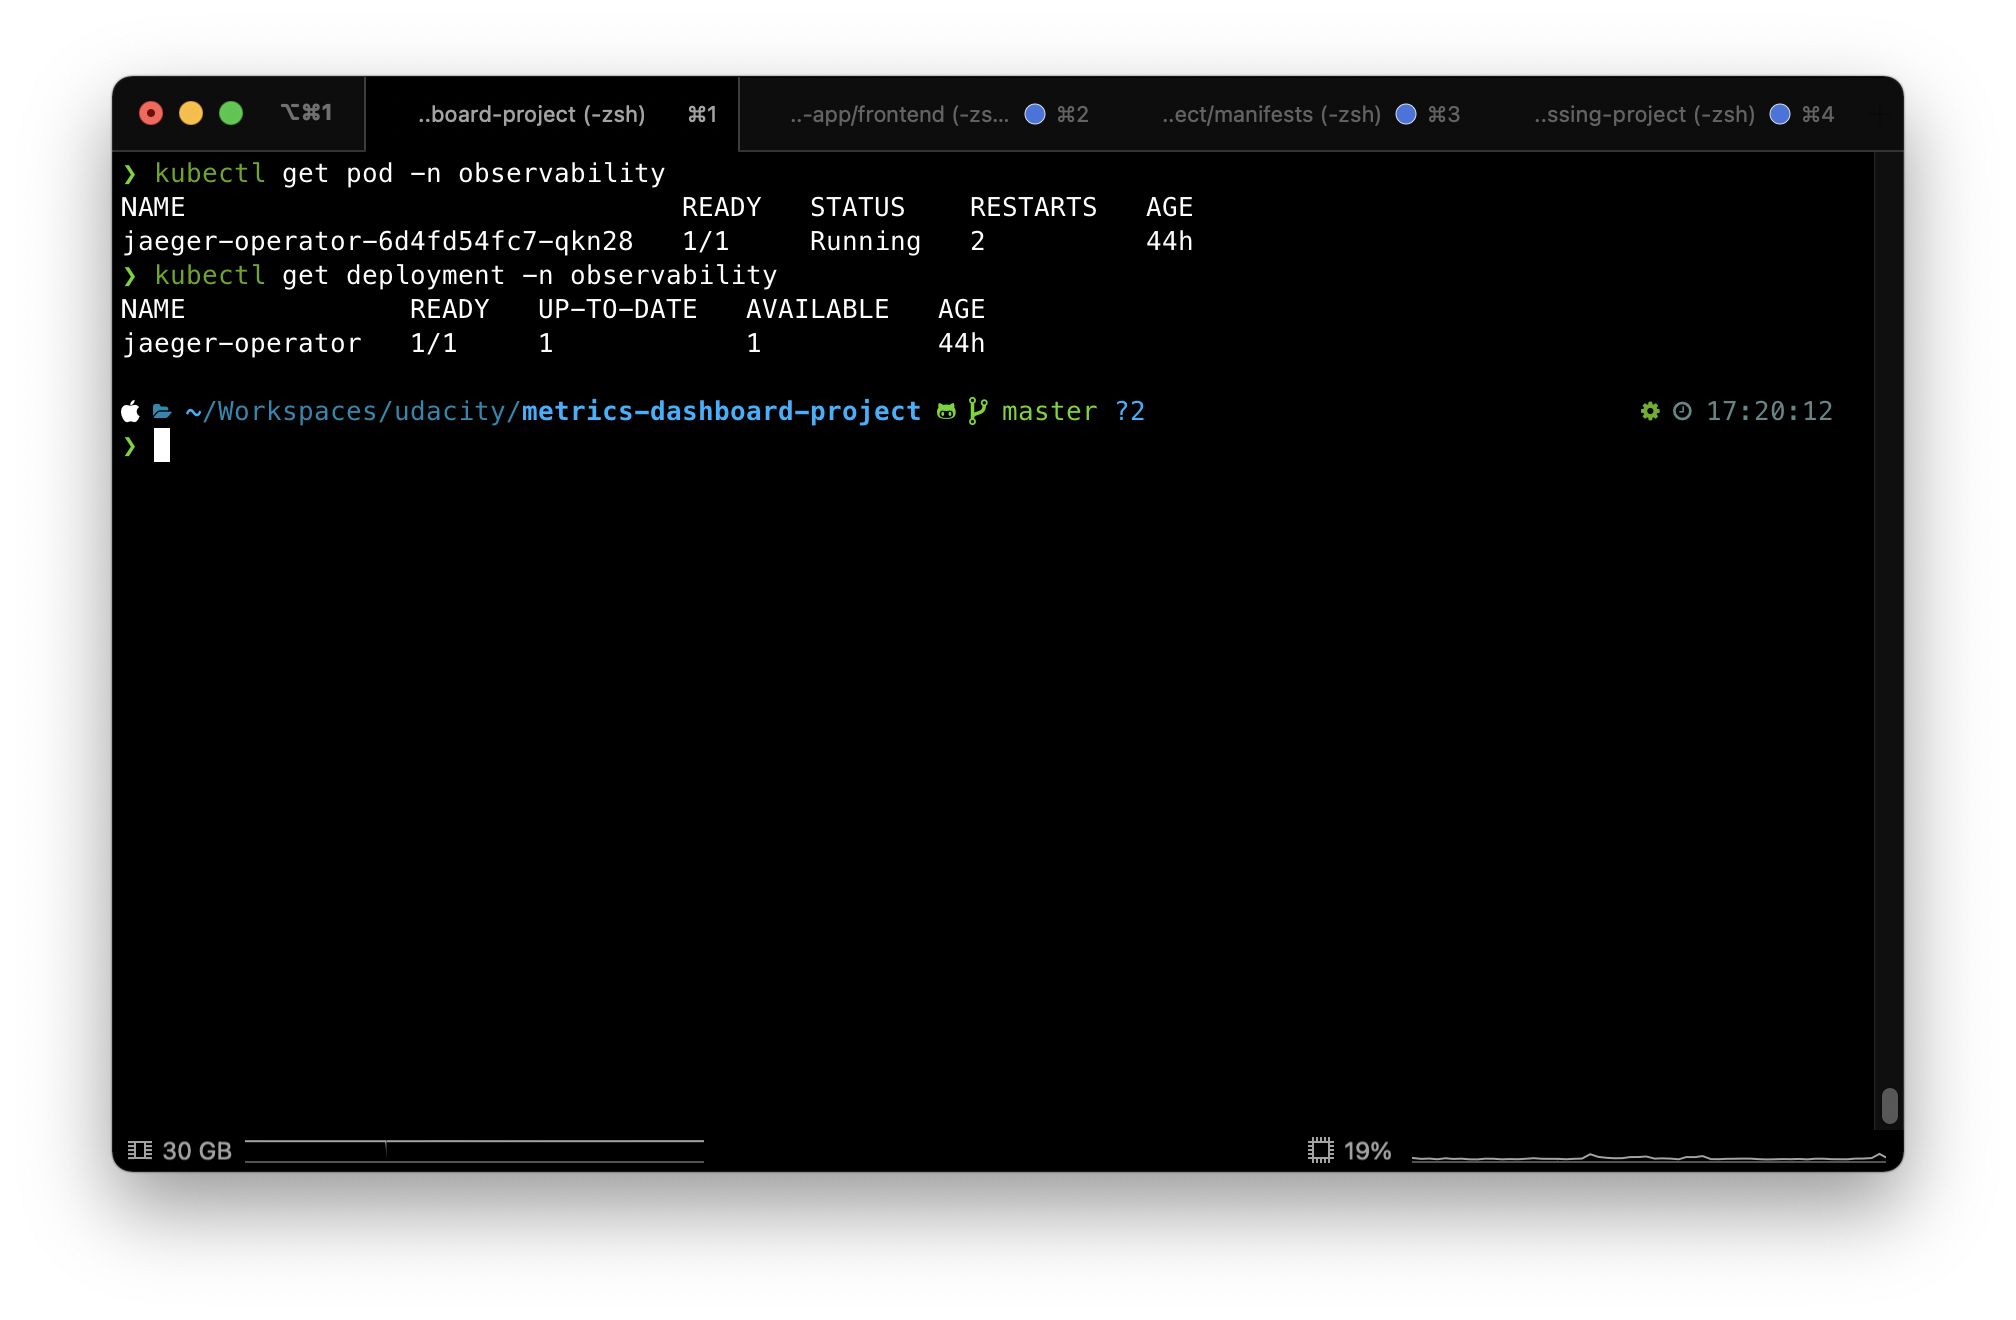 ⌥⌘1 ..board-project (-zsh) ⌘1 ..-app/frontend (-zs... ⌘2 ..ect/manifests (-zsh) ⌘3 ..ssing-project (-zsh) ⌘4
❯ kubectl get pod -n observability
NAME READY STATUS RESTARTS AGE
jaeger-operator-6d4fd54fc7-qkn28 1/1 Running 2 44h
❯ kubectl get deployment -n observability
NAME READY UP-TO-DATE AVAILABLE AGE
jaeger-operator 1/1 1 1 44h
~/Workspaces/udacity/metrics-dashboard-project master ?2 17:20:12
❯
30 GB 19%